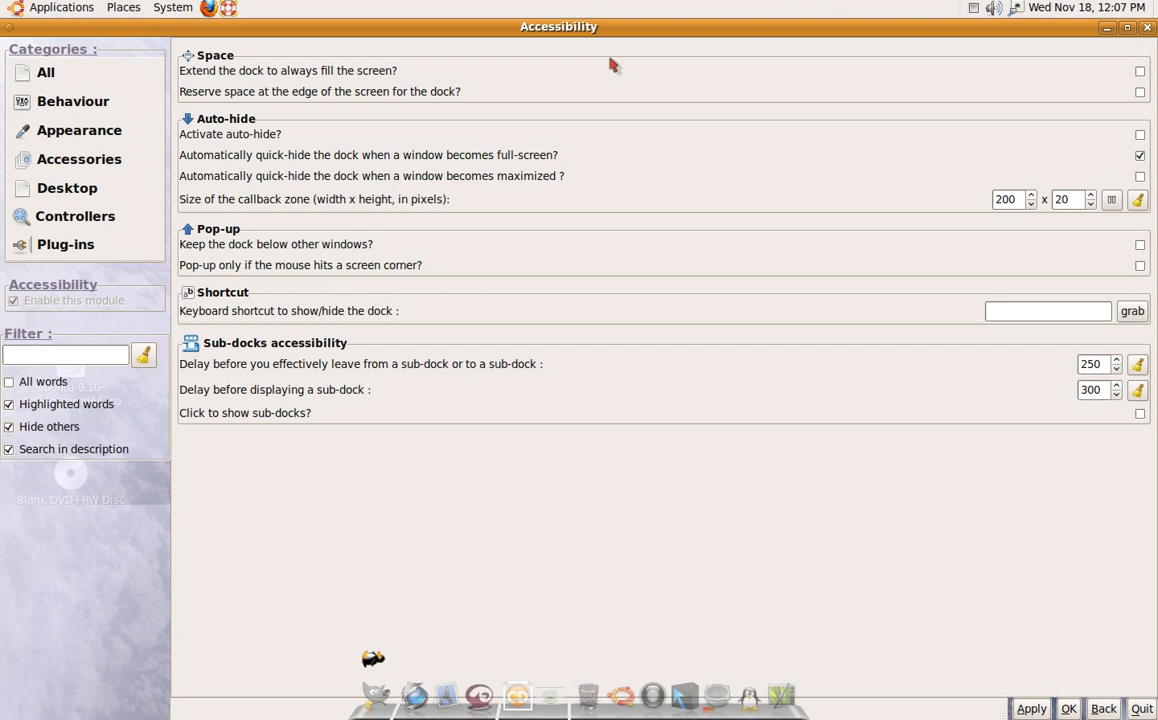 Applications Places System Wed Nov 18, 12:07 PM
Accessibility
Categories :
All
Behaviour
Appearance
Accessories
Desktop
Controllers
Plug-ins
Accessibility
Enable this module
Filter :
All words
Highlighted words
Hide others
Search in description
Blank DVD+RW Disc
Space
Extend the dock to always fill the screen?
Reserve space at the edge of the screen for the dock?
Auto-hide
Activate auto-hide?
Automatically quick-hide the dock when a window becomes full-screen?
Automatically quick-hide the dock when a window becomes maximized ?
Size of the callback zone (width x height, in pixels): 200 x 20
Pop-up
Keep the dock below other windows?
Pop-up only if the mouse hits a screen corner?
ab Shortcut
Keyboard shortcut to show/hide the dock : grab
Sub-docks accessibility
Delay before you effectively leave from a sub-dock or to a sub-dock : 250
Delay before displaying a sub-dock : 300
Click to show sub-docks?
Apply OK Back Quit